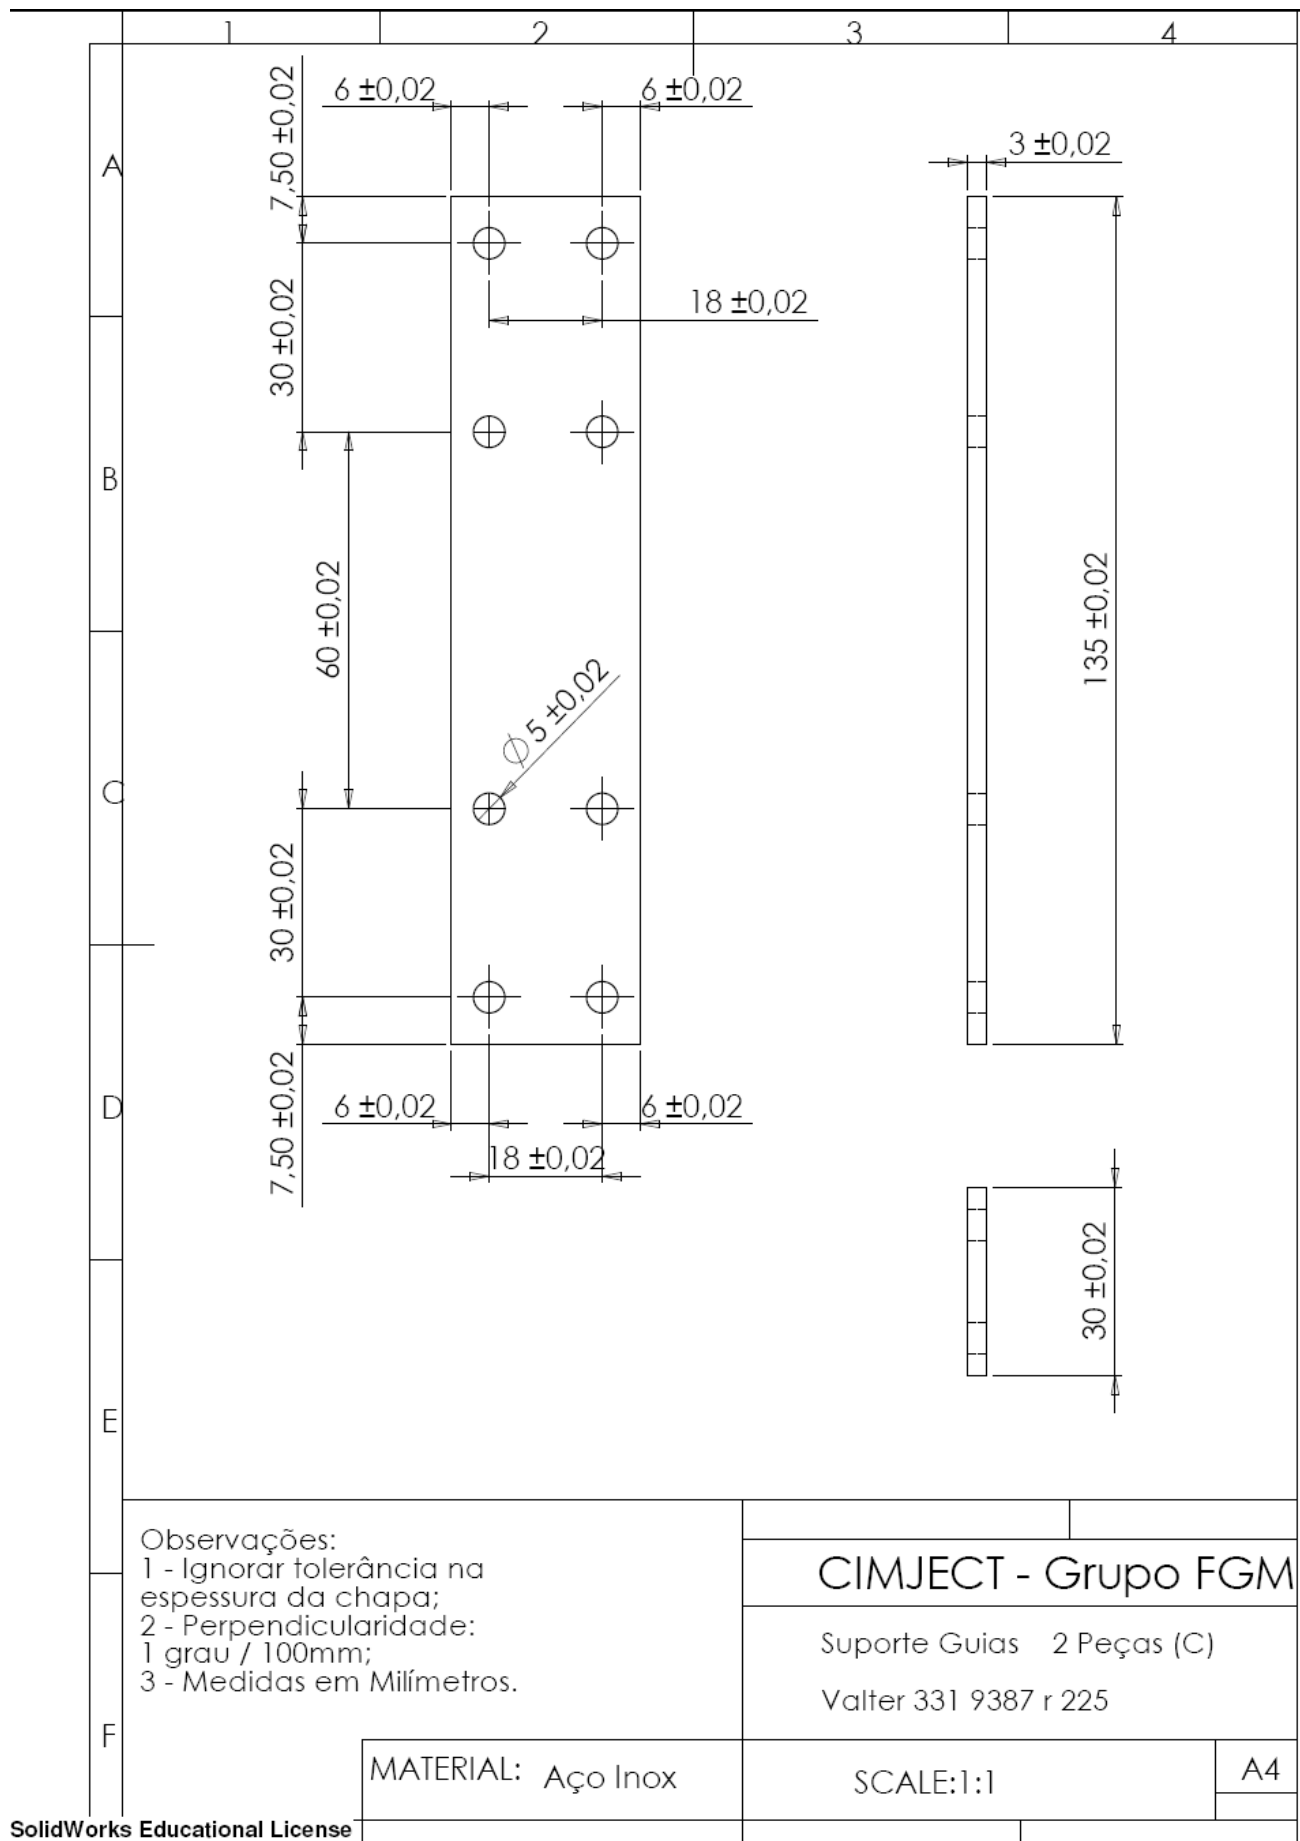 1
2
3
4
A
B
C
D
E
F
6 ±0,02
6 ±0,02
7,50 ±0,02
3 ±0,02
30 ±0,02
18 ±0,02
60 ±0,02
135 ±0,02
∅ 5 ±0,02
30 ±0,02
7,50 ±0,02
6 ±0,02
6 ±0,02
18 ±0,02
30 ±0,02
Observações:
1 - Ignorar tolerância na
espessura da chapa;
2 - Perpendicularidade:
1 grau / 100mm;
3 - Medidas em Milímetros.
CIMJECT - Grupo FGM
Suporte Guias 2 Peças (C)
Valter 331 9387 r 225
MATERIAL: Aço Inox
SCALE:1:1
A4
SolidWorks Educational License